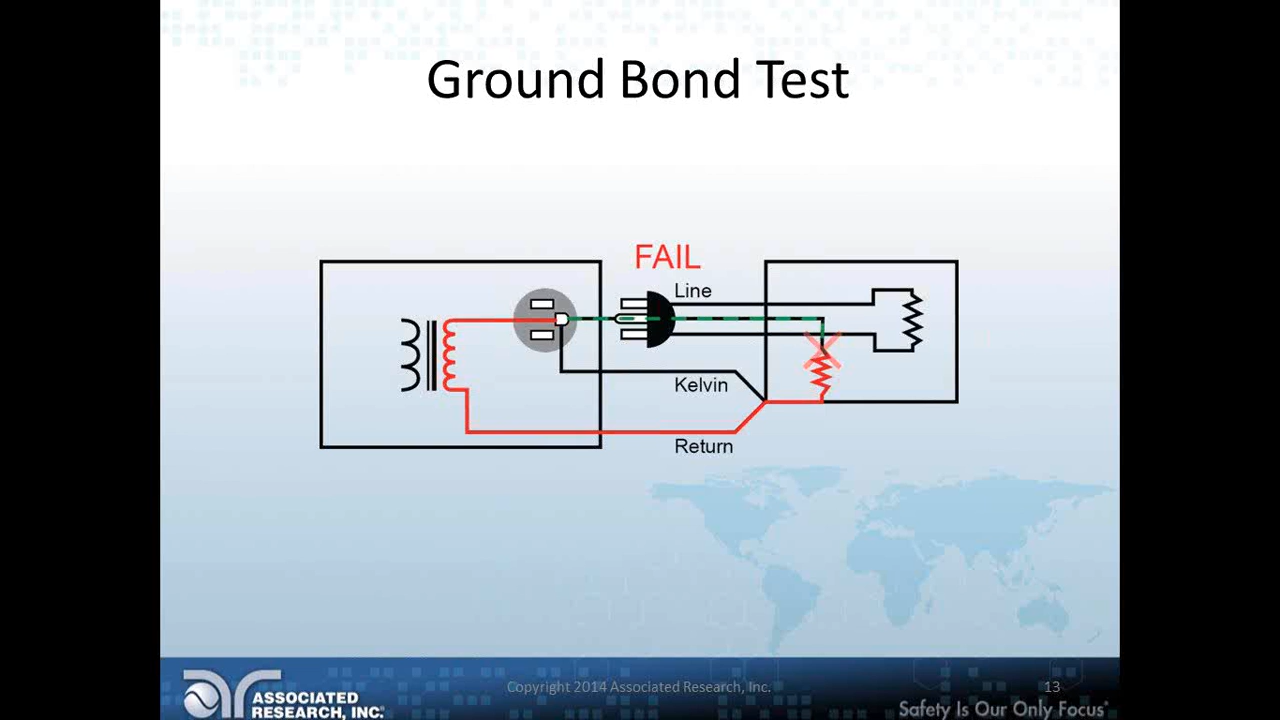 Ground Bond Test
FAIL
Line
Kelvin
Return
ASSOCIATED
RESEARCH, INC.
Copyright 2014 Associated Research, Inc.
13
Safety Is Our Only Focus